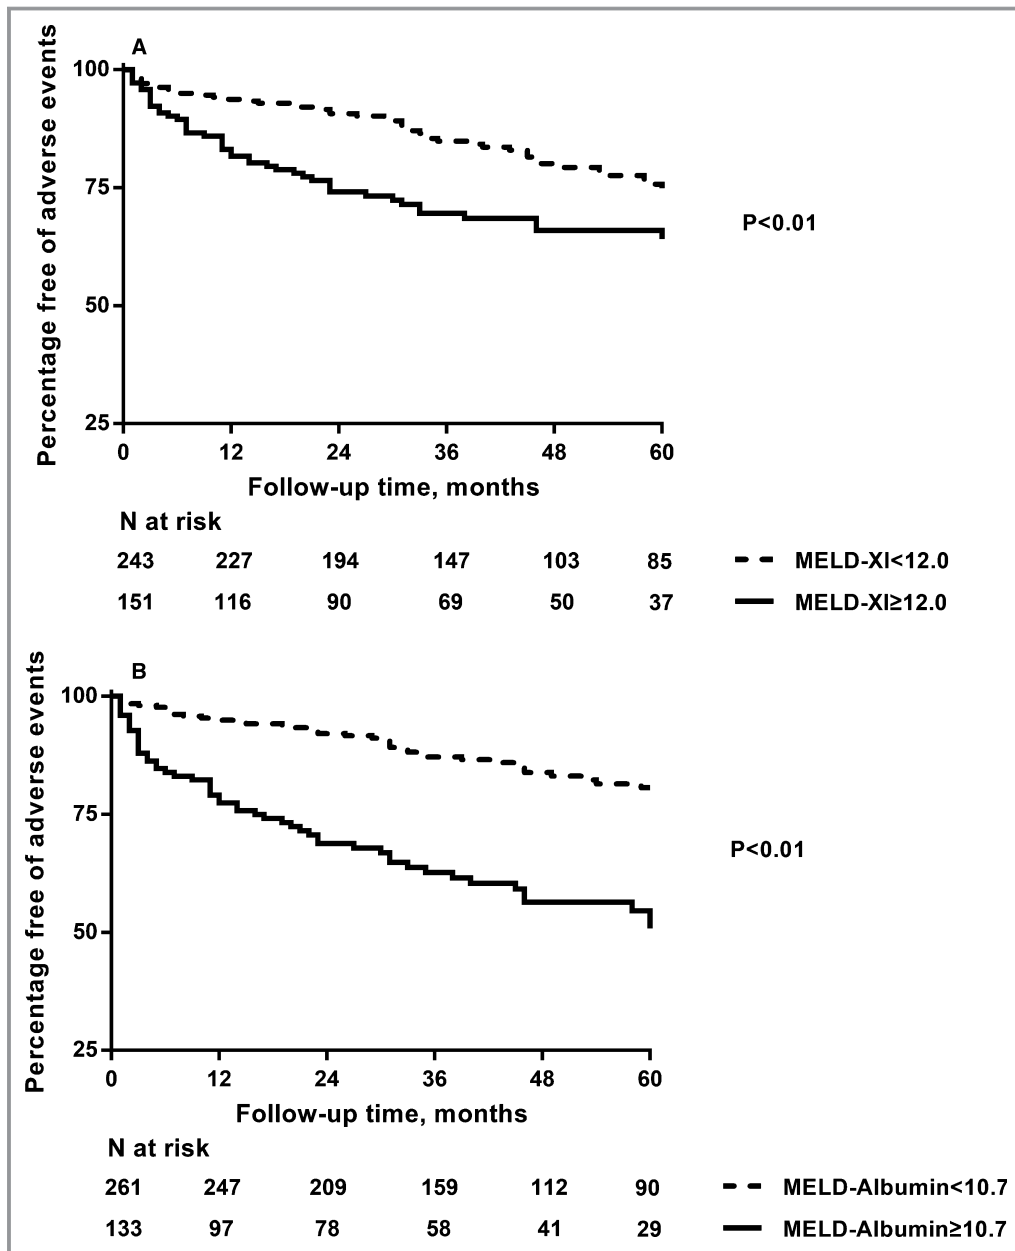 A
Percentage free of adverse events
100
75
50
25
0 12 24 36 48 60
Follow-up time, months
P<0.01
N at risk
243 227 194 147 103 85 MELD-XI<12.0
151 116 90 69 50 37 MELD-XI≥12.0
B
Percentage free of adverse events
100
75
50
25
0 12 24 36 48 60
Follow-up time, months
P<0.01
N at risk
261 247 209 159 112 90 MELD-Albumin<10.7
133 97 78 58 41 29 MELD-Albumin≥10.7